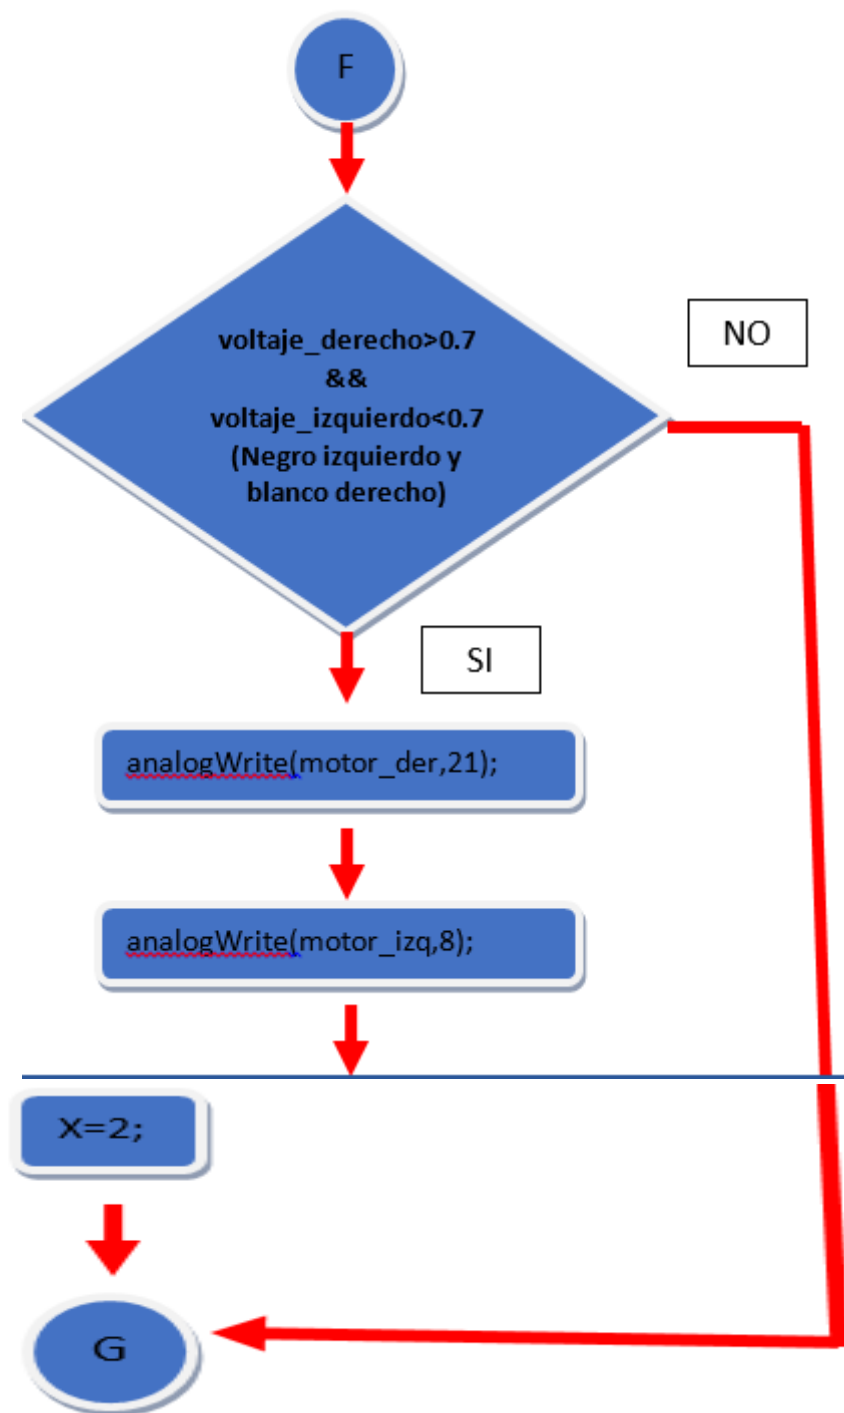 F
voltaje_derecho>0.7
&&
voltaje_izquierdo<0.7
(Negro izquierdo y
blanco derecho)
NO
SI
analogWrite(motor_der,21);
analogWrite(motor_izq,8);
X=2;
G